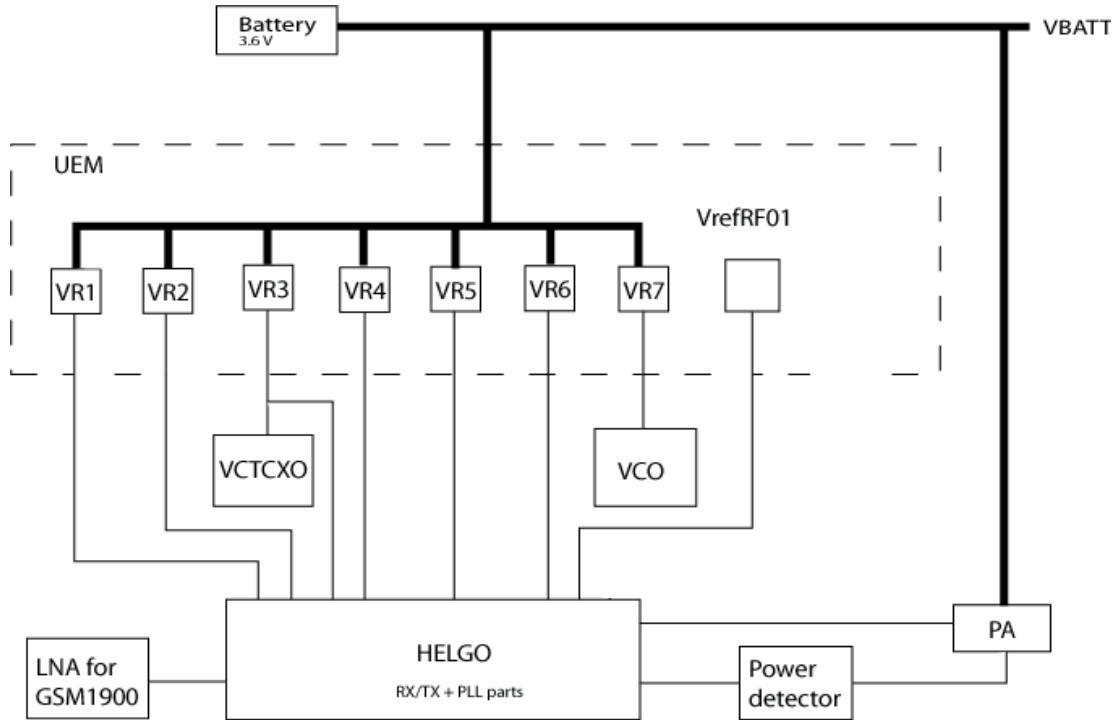 Battery
3.6 V
VBATT
UEM
VrefRF01
VR1
VR2
VR3
VR4
VR5
VR6
VR7
VCTCXO
VCO
PA
LNA for
GSM1900
HELGO
RX/TX + PLL parts
Power
detector